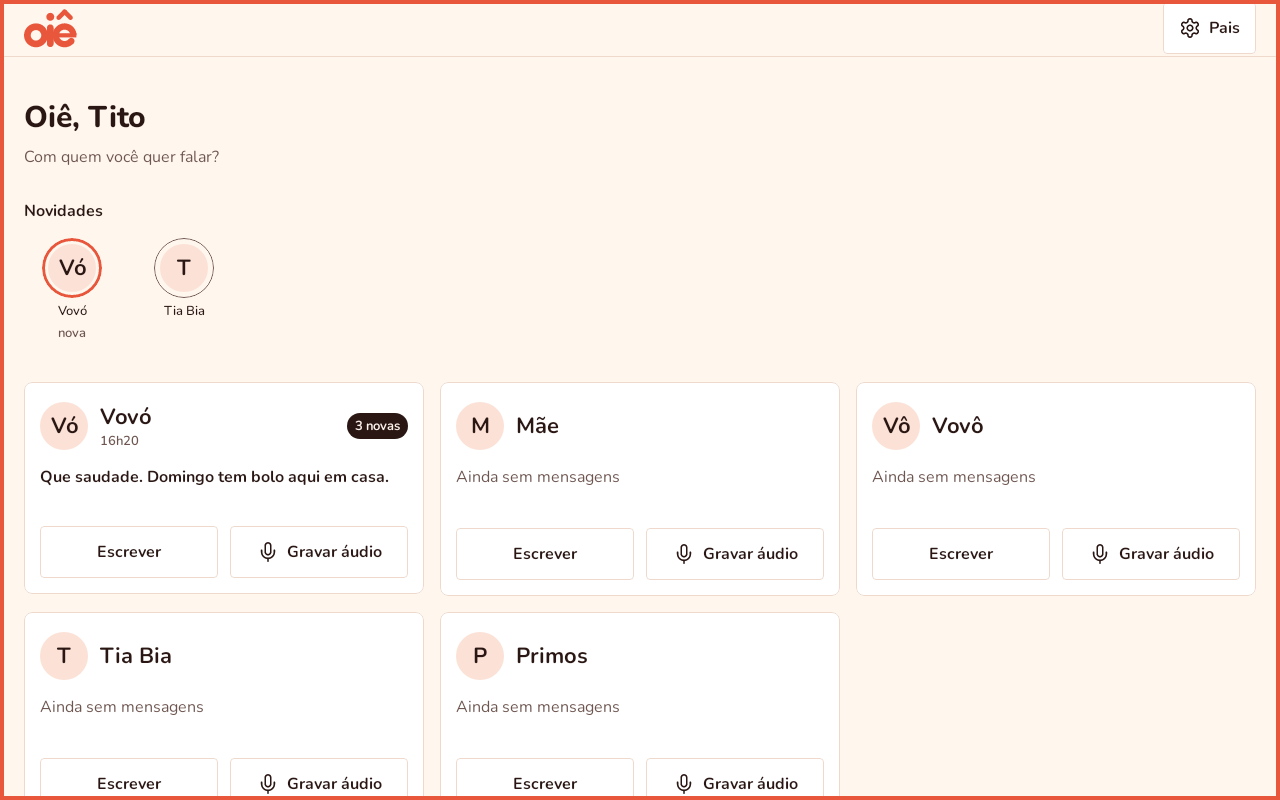 oiê
Pais
Oiê, Tito
Com quem você quer falar?
Novidades
Vó
T
Vovó
Tia Bia
nova
Vó
Vovó
16h20
3 novas
Que saudade. Domingo tem bolo aqui em casa.
Escrever
Gravar áudio
M
Mãe
Ainda sem mensagens
Escrever
Gravar áudio
Vô
Vovô
Ainda sem mensagens
Escrever
Gravar áudio
T
Tia Bia
Ainda sem mensagens
Escrever
Gravar áudio
P
Primos
Ainda sem mensagens
Escrever
Gravar áudio